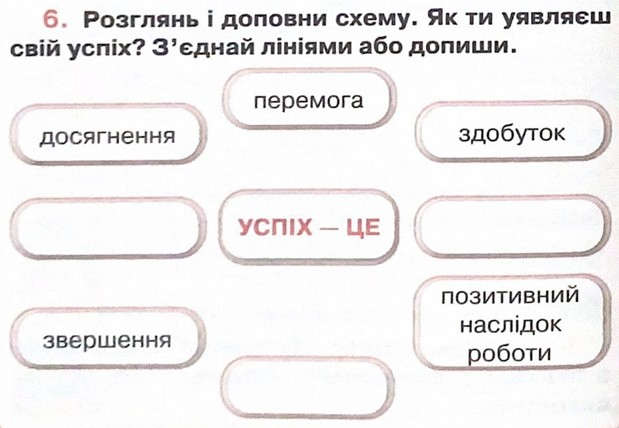 6. Розглянь і доповни схему. Як ти уявляєш
свій успіх? З’єднай лініями або допиши.
перемога
досягнення
здобуток
УСПІХ — ЦЕ
звершення
позитивний
наслідок
роботи